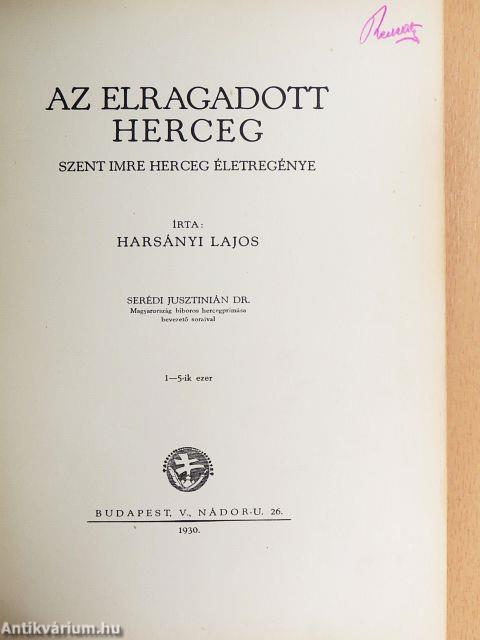 AZ ELRAGADOTT
HERCEG
SZENT IMRE HERCEG ÉLETREGÉNYE
ÍRTA:
HARSÁNYI LAJOS
SERÉDI JUSZTINIÁN DR.
Magyarország bíboros hercegprímása
bevezető soraival
1—5-ik ezer
BUDAPEST, V., NÁDOR-U. 26.
1930.
Antikvárium.hu